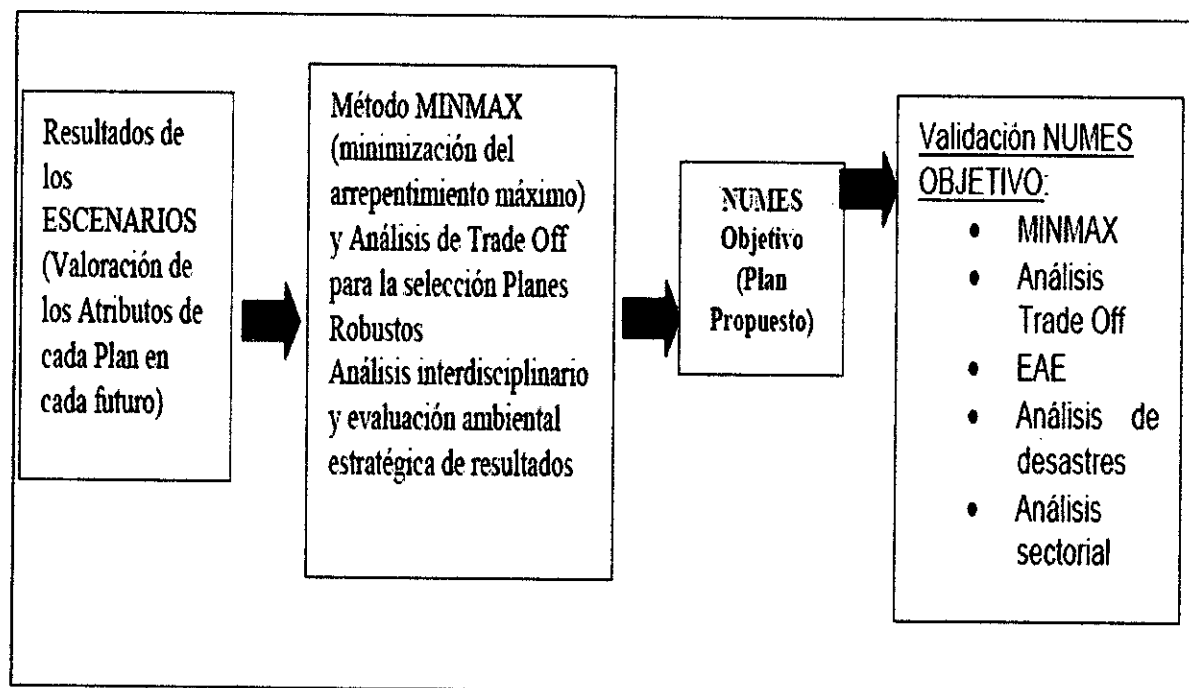 Resultados de
los
ESCENARIOS
(Valoración de
los Atributos de
cada Plan en
cada futuro)
Método MINMAX
(minimización del
arrepentimiento máximo)
y Análisis de Trade Off
para la selección Planes
Robustos
Análisis interdisciplinario
y evaluación ambiental
estratégica de resultados
NUMES
Objetivo
(Plan
Propuesto)
Validación NUMES
OBJETIVO:
• MINMAX
• Análisis
Trade Off
• EAE
• Análisis de
desastres
• Análisis
sectorial